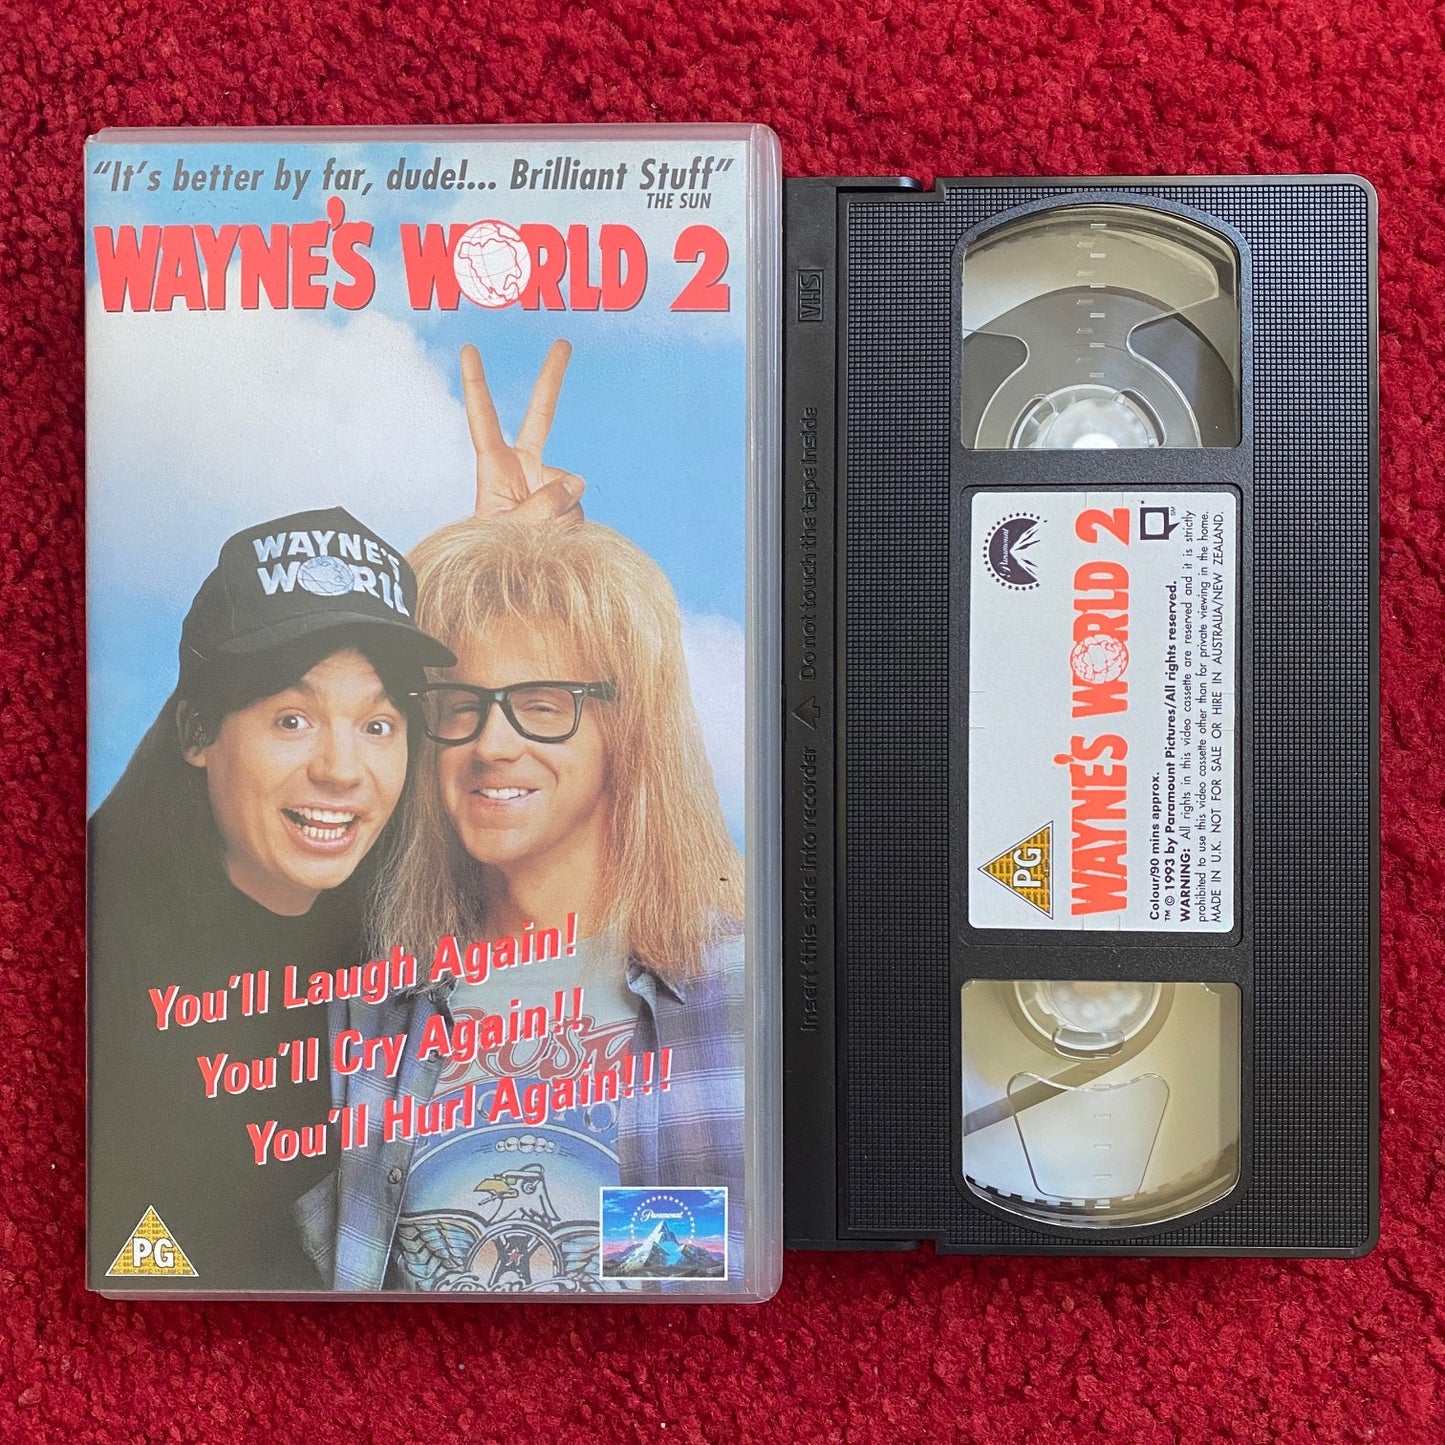 "It's better by far, dude!... Brilliant Stuff"
THE SUN
WAYNE'S WORLD 2
WAYNE'S
WORLD
You'll Laugh Again!
You'll Cry Again!!
You'll Hurl Again!!!
PG
Paramount
VHS
Do not touch the tape inside
Insert this side into recorder
Paramount
WAYNE'S WORLD 2
PG
Colour/90 mins approx.
™ © 1993 by Paramount Pictures/All rights reserved.
WARNING: All rights in this video cassette are reserved and it is strictly
prohibited to use this video cassette other than for private viewing in the home.
MADE IN U.K. NOT FOR SALE OR HIRE IN AUSTRALIA/NEW ZEALAND.
SM